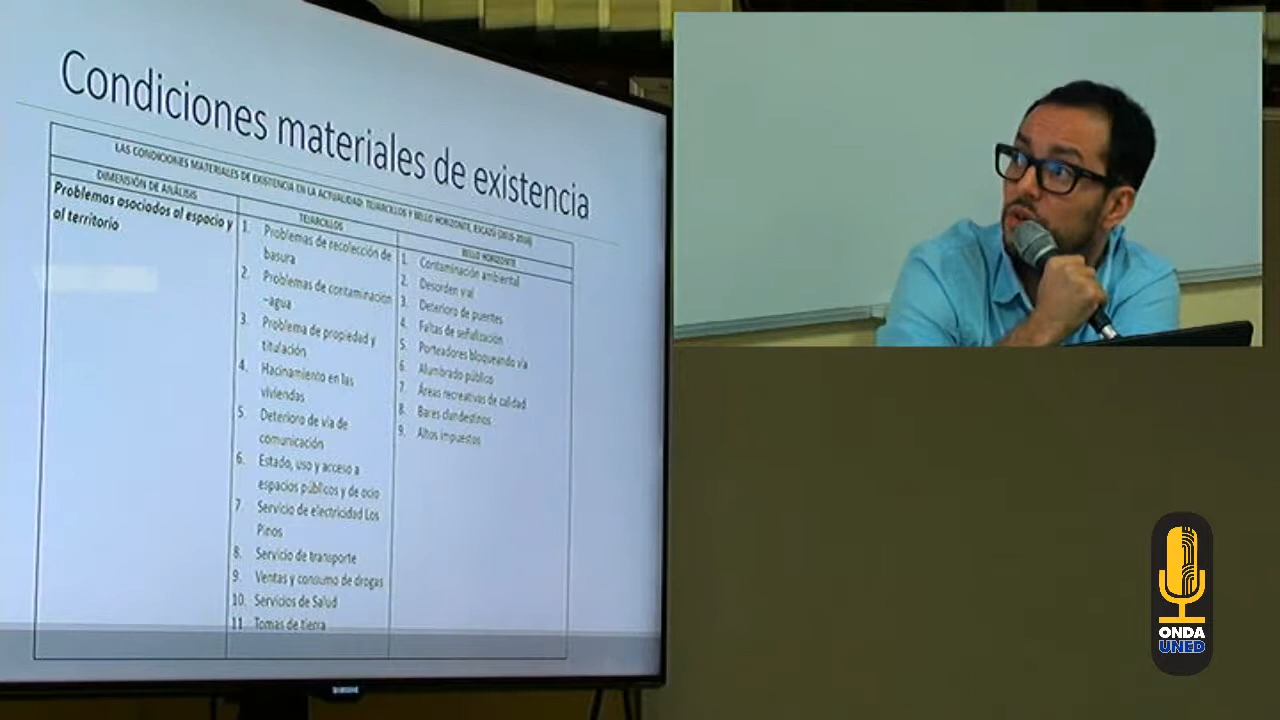 Condiciones materiales de existencia
LAS CONDICIONES MATERIALES DE EXISTENCIA EN LA ACTUALIDAD: TEJARCILLOS Y BELLO HORIZONTE, ESCAZÚ (2015-2016)
DIMENSIÓN DE ANÁLISIS
TEJARCILLOS
BELLO HORIZONTE
Problemas asociados al espacio y
al territorio
1. Problemas de recolección de
basura
2. Problemas de contaminación
–agua
3. Problema de propiedad y
titulación
4. Hacinamiento en las
viviendas
5. Deterioro de vía de
comunicación
6. Estado, uso y acceso a
espacios públicos y de ocio
7 Servicio de electricidad Los
Pinos
8. Servicio de transporte
9. Ventas y consumo de drogas
10. Servicios de Salud
11 Tomas de tierra
1. Contaminación ambiental
2. Desorden vial
3. Deterioro de puentes
4. Faltas de señalización
5. Porteadores bloqueando vía
6. Alumbrado público
7. Áreas recreativas de calidad
8. Bares clandestinos
9. Altos impuestos
SAMSUNG
ONDA
UNED